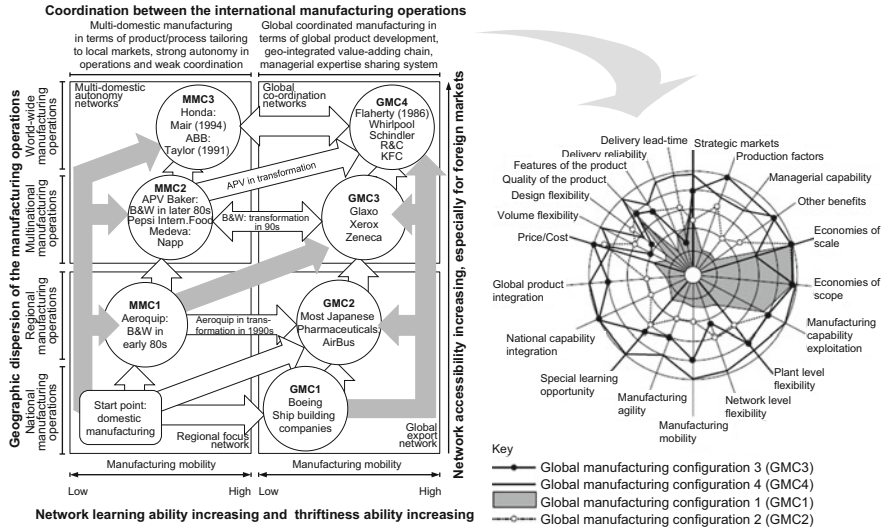 Coordination between the international manufacturing operations
Multi-domestic manufacturing
in terms of product/process tailoring
to local markets, strong autonomy in
operations and weak coordination
Global coordinated manufacturing in
terms of global product development,
geo-integrated value-adding chain,
managerial expertise sharing system
Geographic dispersion of the manufacturing operations
World-wide
manufacturing
operations
Multinational
manufacturing
operations
Regional
manufacturing
operations
National
manufacturing
operations
Multi-domestic
autonomy
networks
MMC3
Honda:
Mair (1994)
ABB:
Taylor (1991)
Global
co-ordination
networks
GMC4
Flaherty (1986)
Whirlpool
Schindler
R&C
KFC
APV in transformation
MMC2
APV Baker:
B&W in later 80s
Pepsi Intern.Food
Medeva:
Napp
B&W: transformation
in 90s
GMC3
Glaxo
Xerox
Zeneca
MMC1
Aeroquip:
B&W in
early 80s
Aeroquip in trans-
formation in 1990s
GMC2
Most Japanese
Pharmaceuticals
AirBus
Start point:
domestic
manufacturing
Regional focus
network
GMC1
Boeing
Ship building
companies
Global
export
network
Network accessibility increasing, especially for foreign markets
Manufacturing mobility
Manufacturing mobility
Low
High
Low
High
Network learning ability increasing and thriftiness ability increasing
Delivery lead-time
Delivery reliability
Features of the product
Quality of the product
Design flexibility
Volume flexibility
Price/Cost
Global product
integration
National capability
integration
Special learning
opportunity
Manufacturing
agility
Manufacturing
mobility
Network level
flexibility
Plant level
flexibility
Manufacturing
capability
exploitation
Economies of
scope
Economies of
scale
Other benefits
Managerial capability
Production factors
Strategic markets
Key
Global manufacturing configuration 3 (GMC3)
Global manufacturing configuration 4 (GMC4)
Global manufacturing configuration 1 (GMC1)
Global manufacturing configuration 2 (GMC2)